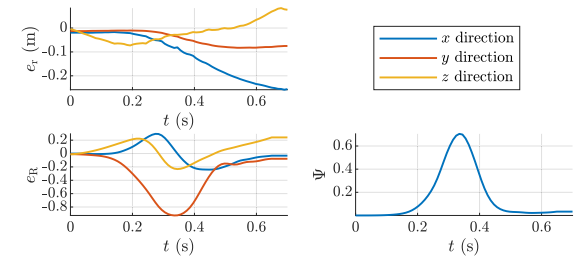 0
-0.1
-0.2
e_r (m)
0 0.2 0.4 0.6
t (s)
x direction
y direction
z direction
0.2
0
-0.2
-0.4
-0.6
-0.8
e_R
0 0.2 0.4 0.6
t (s)
0.6
0.4
0.2
Ψ
0 0.2 0.4 0.6
t (s)